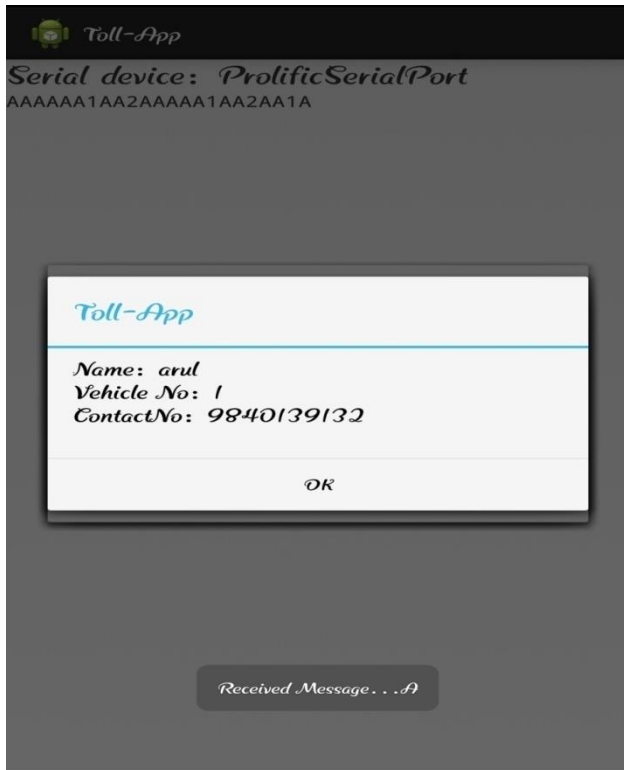 Toll-App
Serial device: ProlificSerialPort
AAAAAA1AA2AAAAA1AA2AA1A
Toll-App
Name: arul
Vehicle No: 1
ContactNo: 9840139132
OK
Received Message...A